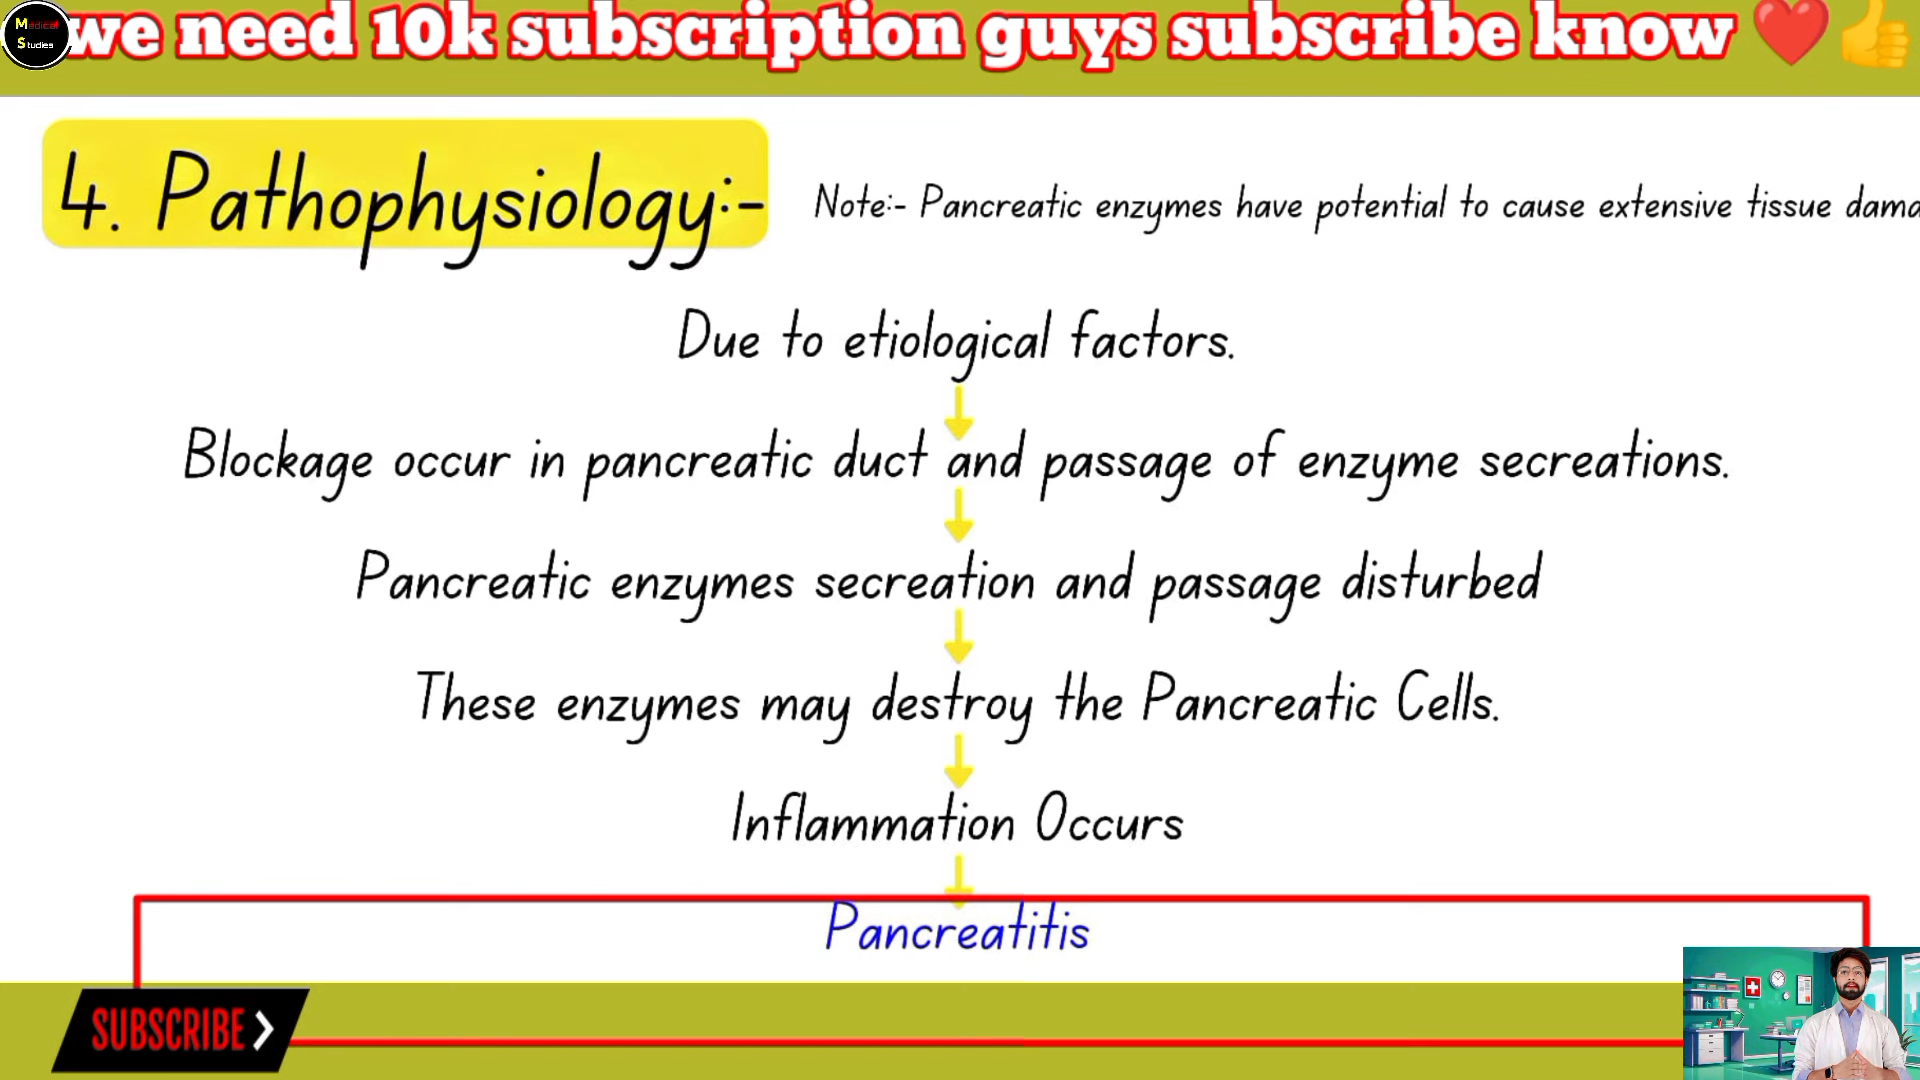 Medical
Studies
we need 10k subscription guys subscribe know ❤️👍
4. Pathophysiology:-
Note:- Pancreatic enzymes have potential to cause extensive tissue
Due to etiological factors.
Blockage occur in pancreatic duct and passage of enzyme secreations.
Pancreatic enzymes secreation and passage disturbed
These enzymes may destroy the Pancreatic Cells.
Inflammation Occurs
Pancreatitis
SUBSCRIBE